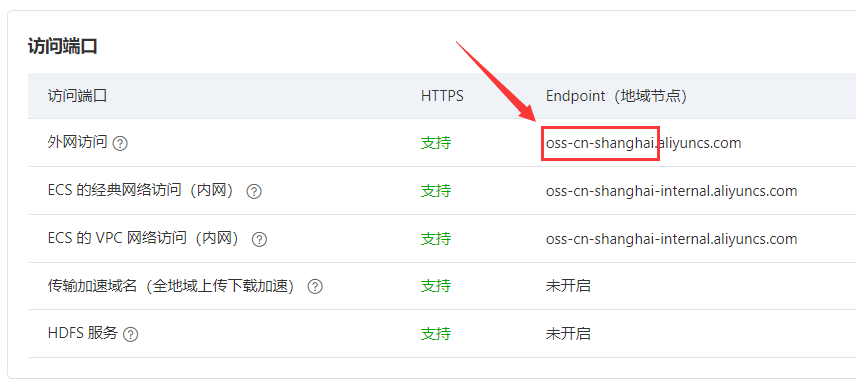 访问端口
访问端口 HTTPS Endpoint（地域节点）
外网访问 ? 支持 oss-cn-shanghai.aliyuncs.com
ECS 的经典网络访问（内网） ? 支持 oss-cn-shanghai-internal.aliyuncs.com
ECS 的 VPC 网络访问（内网） ? 支持 oss-cn-shanghai-internal.aliyuncs.com
传输加速域名（全地域上传下载加速） ? 支持 未开启
HDFS 服务 ? 支持 未开启